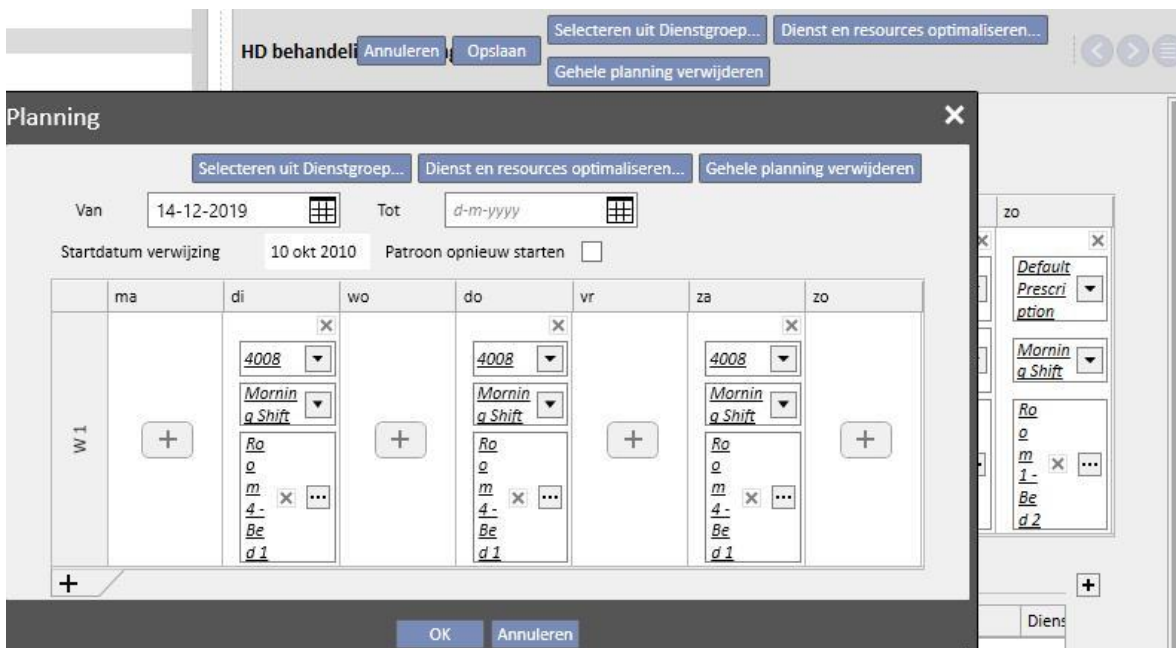 Selecteren uit Dienstgroep... Dienst en resources optimaliseren...
HD behandeli Annuleren g Opslaan
Gehele planning verwijderen
Planning
Selecteren uit Dienstgroep... Dienst en resources optimaliseren... Gehele planning verwijderen
Van 14-12-2019 Tot d-m-yyyy
Startdatum verwijzing 10 okt 2010 Patroon opnieuw starten
ma di wo do vr za zo
W 1
4008
Mornin
g Shift
Ro
o
m
4 -
Be
d 1
4008
Mornin
g Shift
Ro
o
m
4 -
Be
d 1
4008
Mornin
g Shift
Ro
o
m
4 -
Be
d 1
OK Annuleren
zo
Default
Prescri
ption
Mornin
g Shift
Ro
o
m
1 -
Be
d 2
Diens